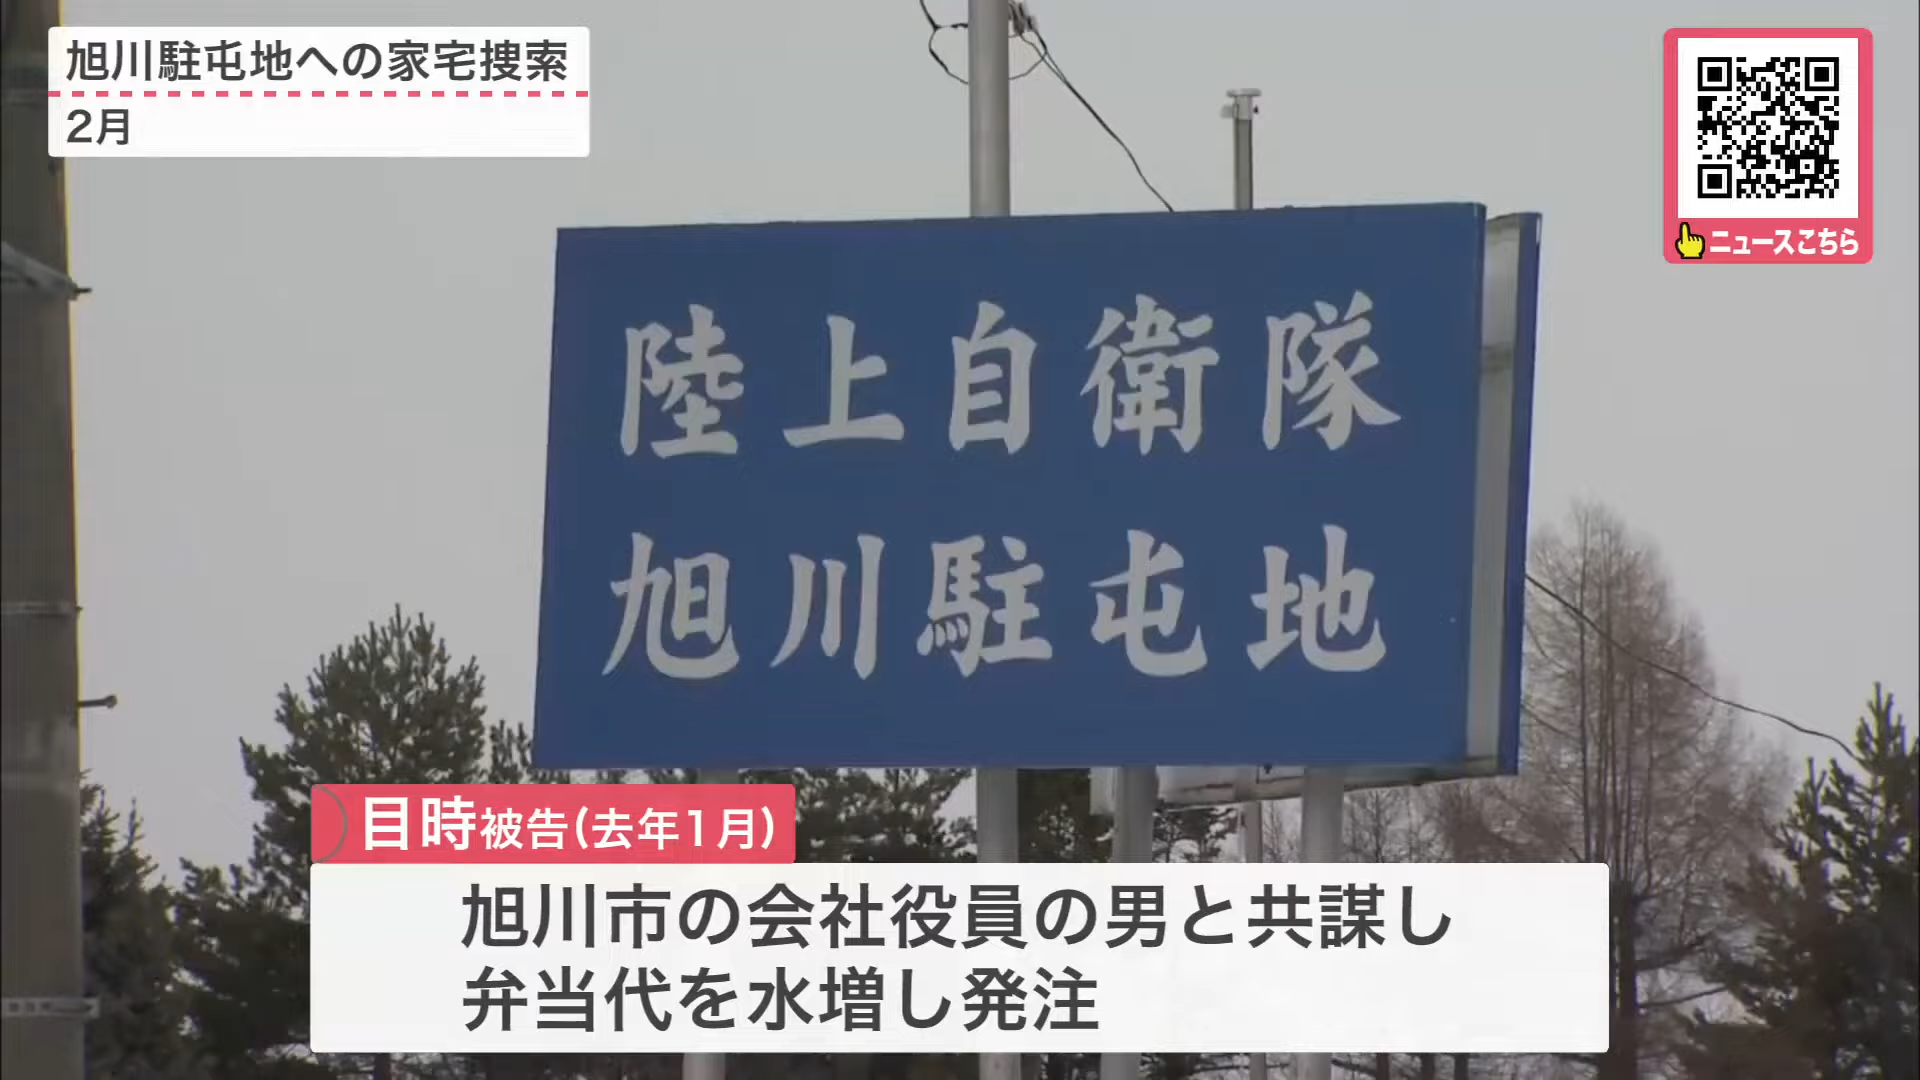 旭川駐屯地への家宅捜索
2月
ニュースこちら
陸上自衛隊
旭川駐屯地
目時被告(去年1月)
旭川市の会社役員の男と共謀し
弁当代を水増し発注